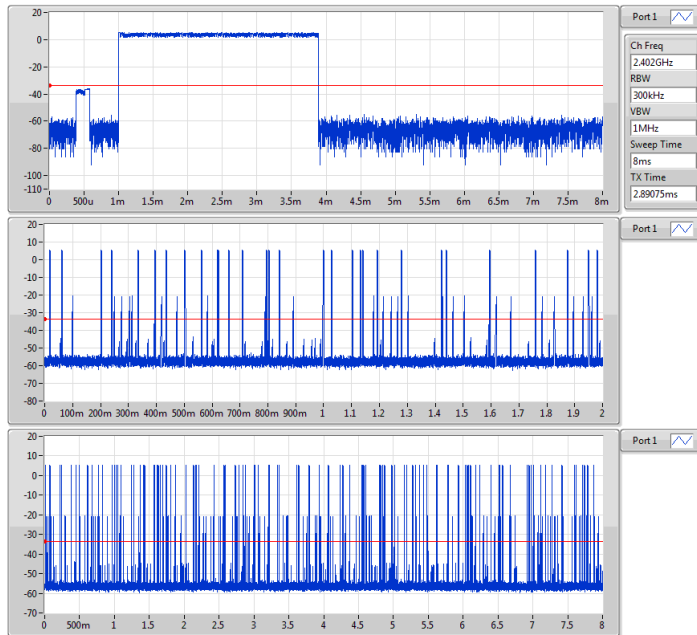 Port 1
20
0
-20
-40
-60
-80
-100
-110
0 500u 1m 1.5m 2m 2.5m 3m 3.5m 4m 4.5m 5m 5.5m 6m 6.5m 7m 7.5m 8m
Ch Freq
2.402GHz
RBW
300kHz
VBW
1MHz
Sweep Time
8ms
TX Time
2.89075ms
Port 1
20
10
0
-10
-20
-30
-40
-50
-60
-70
-80
0 100m 200m 300m 400m 500m 600m 700m 800m 900m 1 1.1 1.2 1.3 1.4 1.5 1.6 1.7 1.8 1.9 2
Port 1
20
10
0
-10
-20
-30
-40
-50
-60
-70
0 500m 1 1.5 2 2.5 3 3.5 4 4.5 5 5.5 6 6.5 7 7.5 8